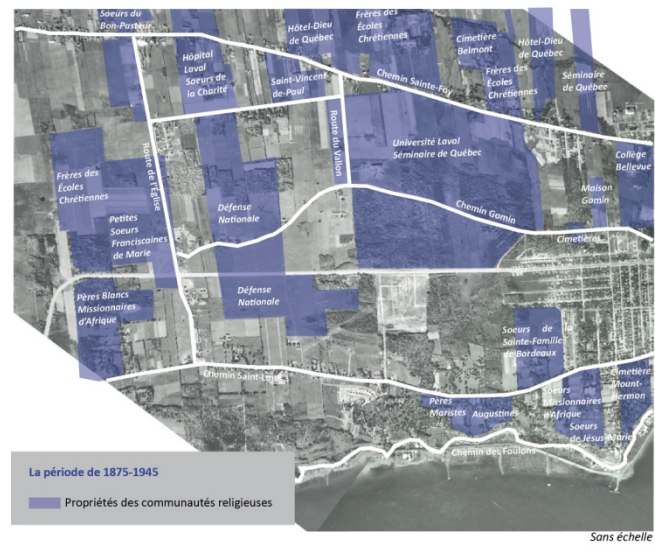 Soeurs du
Bon-Pasteur
Hôpital
Laval
Soeurs de
la Charité
Hôtel-Dieu
de Québec
Saint-Vincent
de-Paul
Frères des
Écoles
Chrétiennes
Chemin Sainte-Foy
Cimetière
Belmont
Frères des
Écoles
Chrétiennes
Hôtel-Dieu
de Québec
Séminaire
de Québec
Université Laval
Séminaire de Québec
Collège
Bellevue
Maison
Gomin
Cimetières
Chemin Gomin
Route du Vallon
Route de l'Église
Frères des
Écoles
Chrétiennes
Petites
Soeurs
Franciscaines
de Marie
Défense
Nationale
Défense
Nationale
Pères Blancs
Missionnaires
d'Afrique
Chemin Saint-Louis
Soeurs de la
Sainte-Famille
de Bordeaux
Pères
Maristes
Augustines
Soeurs
Missionnaires
d'Afrique
Soeurs
de Jésus-Marie
Cimetière
Mount-
Hermon
Chemin des Foulons
La période de 1875-1945
Propriétés des communautés religieuses
Sans échelle